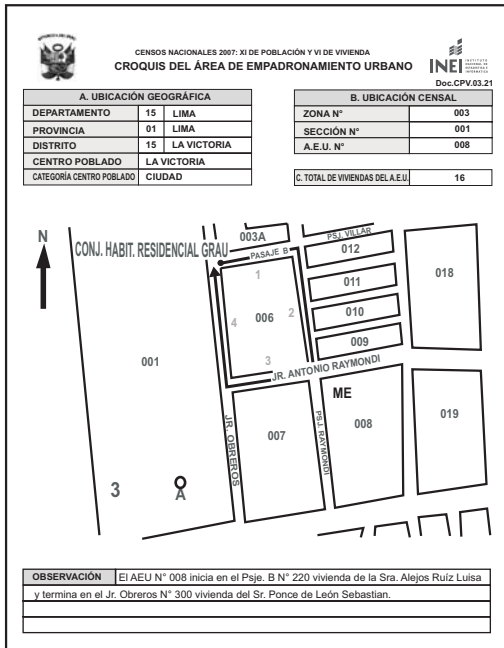 CENSOS NACIONALES 2007: XI DE POBLACIÓN Y VI DE VIVIENDA
CROQUIS DEL ÁREA DE EMPADRONAMIENTO URBANO
INEI
INSTITUTO NACIONAL DE ESTADÍSTICA E INFORMÁTICA
Doc.CPV.03.21
A. UBICACIÓN GEOGRÁFICA
DEPARTAMENTO 15 LIMA
PROVINCIA 01 LIMA
DISTRITO 15 LA VICTORIA
CENTRO POBLADO LA VICTORIA
CATEGORÍA CENTRO POBLADO CIUDAD
B. UBICACIÓN CENSAL
ZONA N° 003
SECCIÓN N° 001
A.E.U. N° 008
C. TOTAL DE VIVIENDAS DEL A.E.U. 16
N
CONJ. HABIT. RESIDENCIAL GRAU
003A
PASAJE B
PSJ. VILLAR
012
018
1
011
4
006
2
010
001
3
009
JR. ANTONIO RAYMONDI
ME
JR. OBREROS
007
PSJ. RAYMONDI
008
019
3
A
OBSERVACIÓN El AEU N° 008 inicia en el Psje. B N° 220 vivienda de la Sra. Alejos Ruíz Luisa
y termina en el Jr. Obreros N° 300 vivienda del Sr. Ponce de León Sebastian.